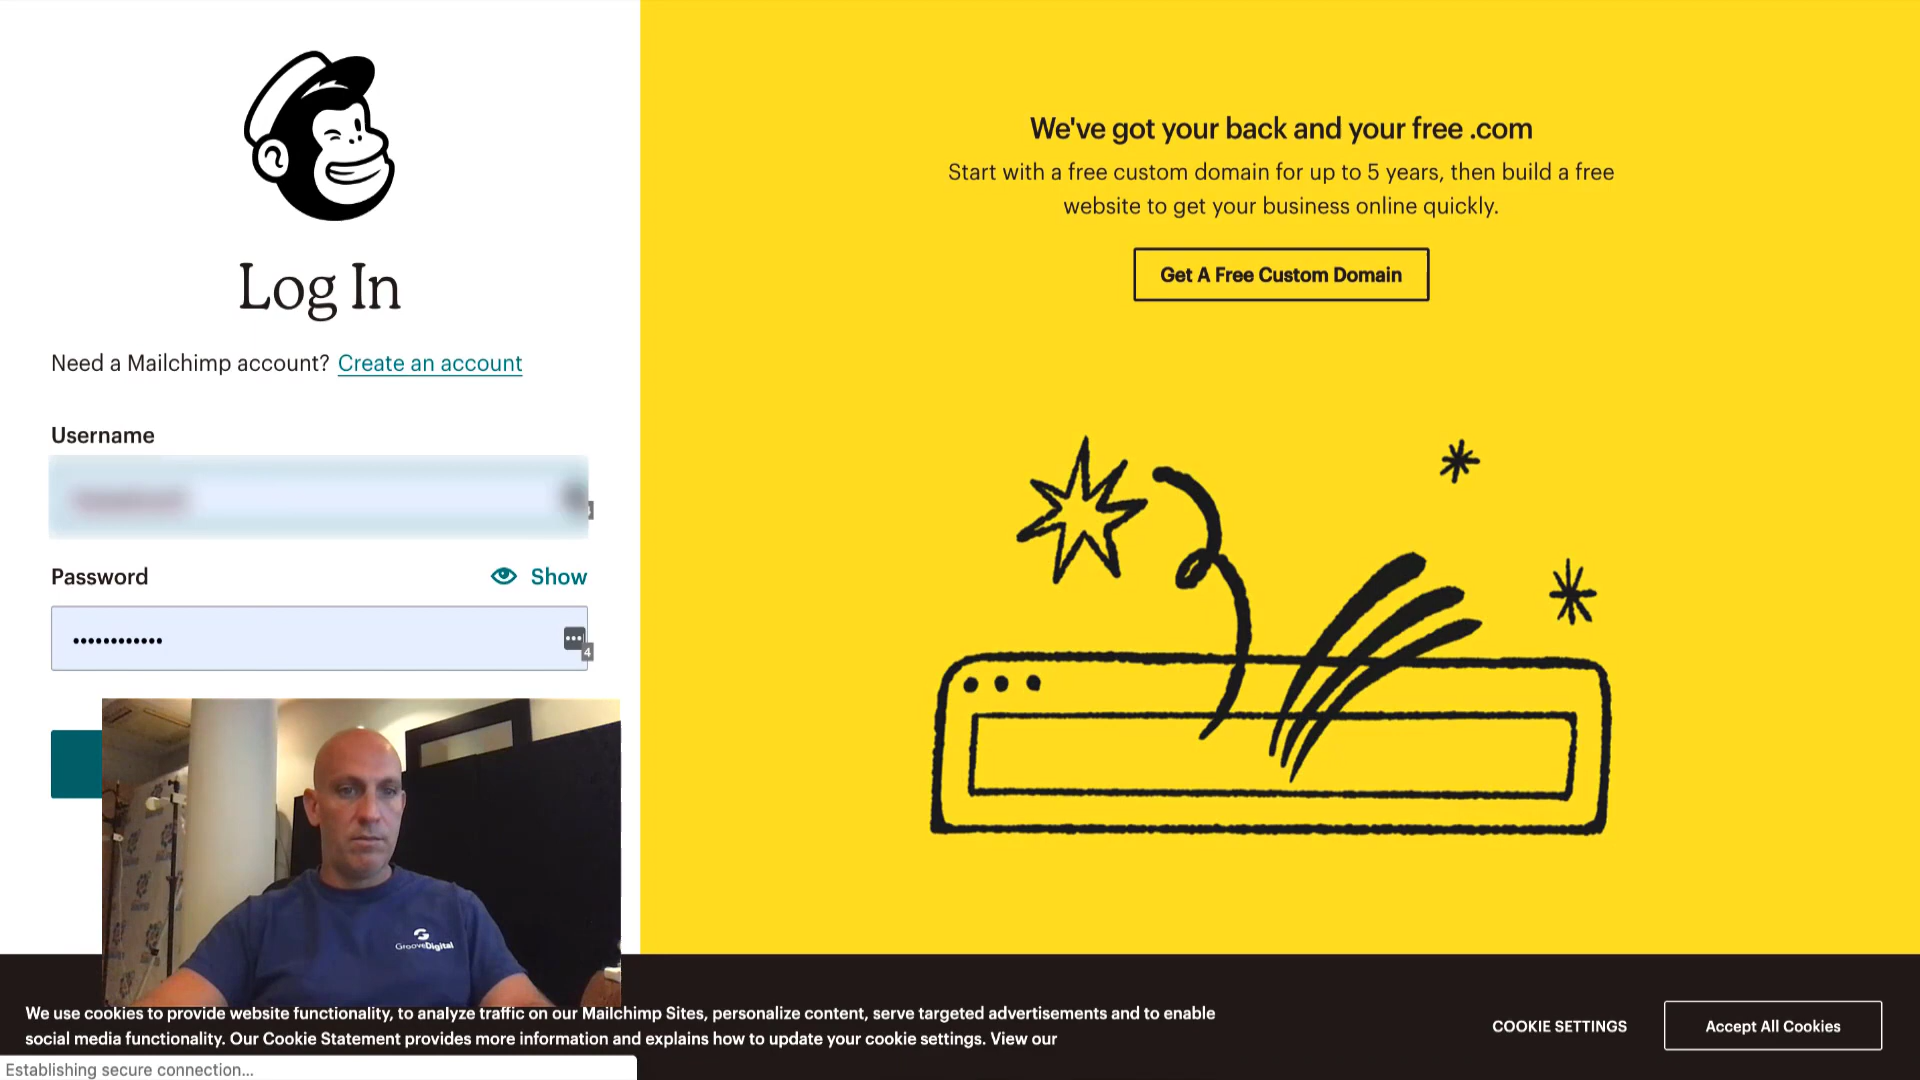 Log In
Need a Mailchimp account? Create an account
Username
Password
Show
••••••••••••
4
We've got your back and your free .com
Start with a free custom domain for up to 5 years, then build a free
website to get your business online quickly.
Get A Free Custom Domain
GrooveDigital
We use cookies to provide website functionality, to analyze traffic on our Mailchimp Sites, personalize content, serve targeted advertisements and to enable
social media functionality. Our Cookie Statement provides more information and explains how to update your cookie settings. View our
COOKIE SETTINGS
Accept All Cookies
Establishing secure connection...